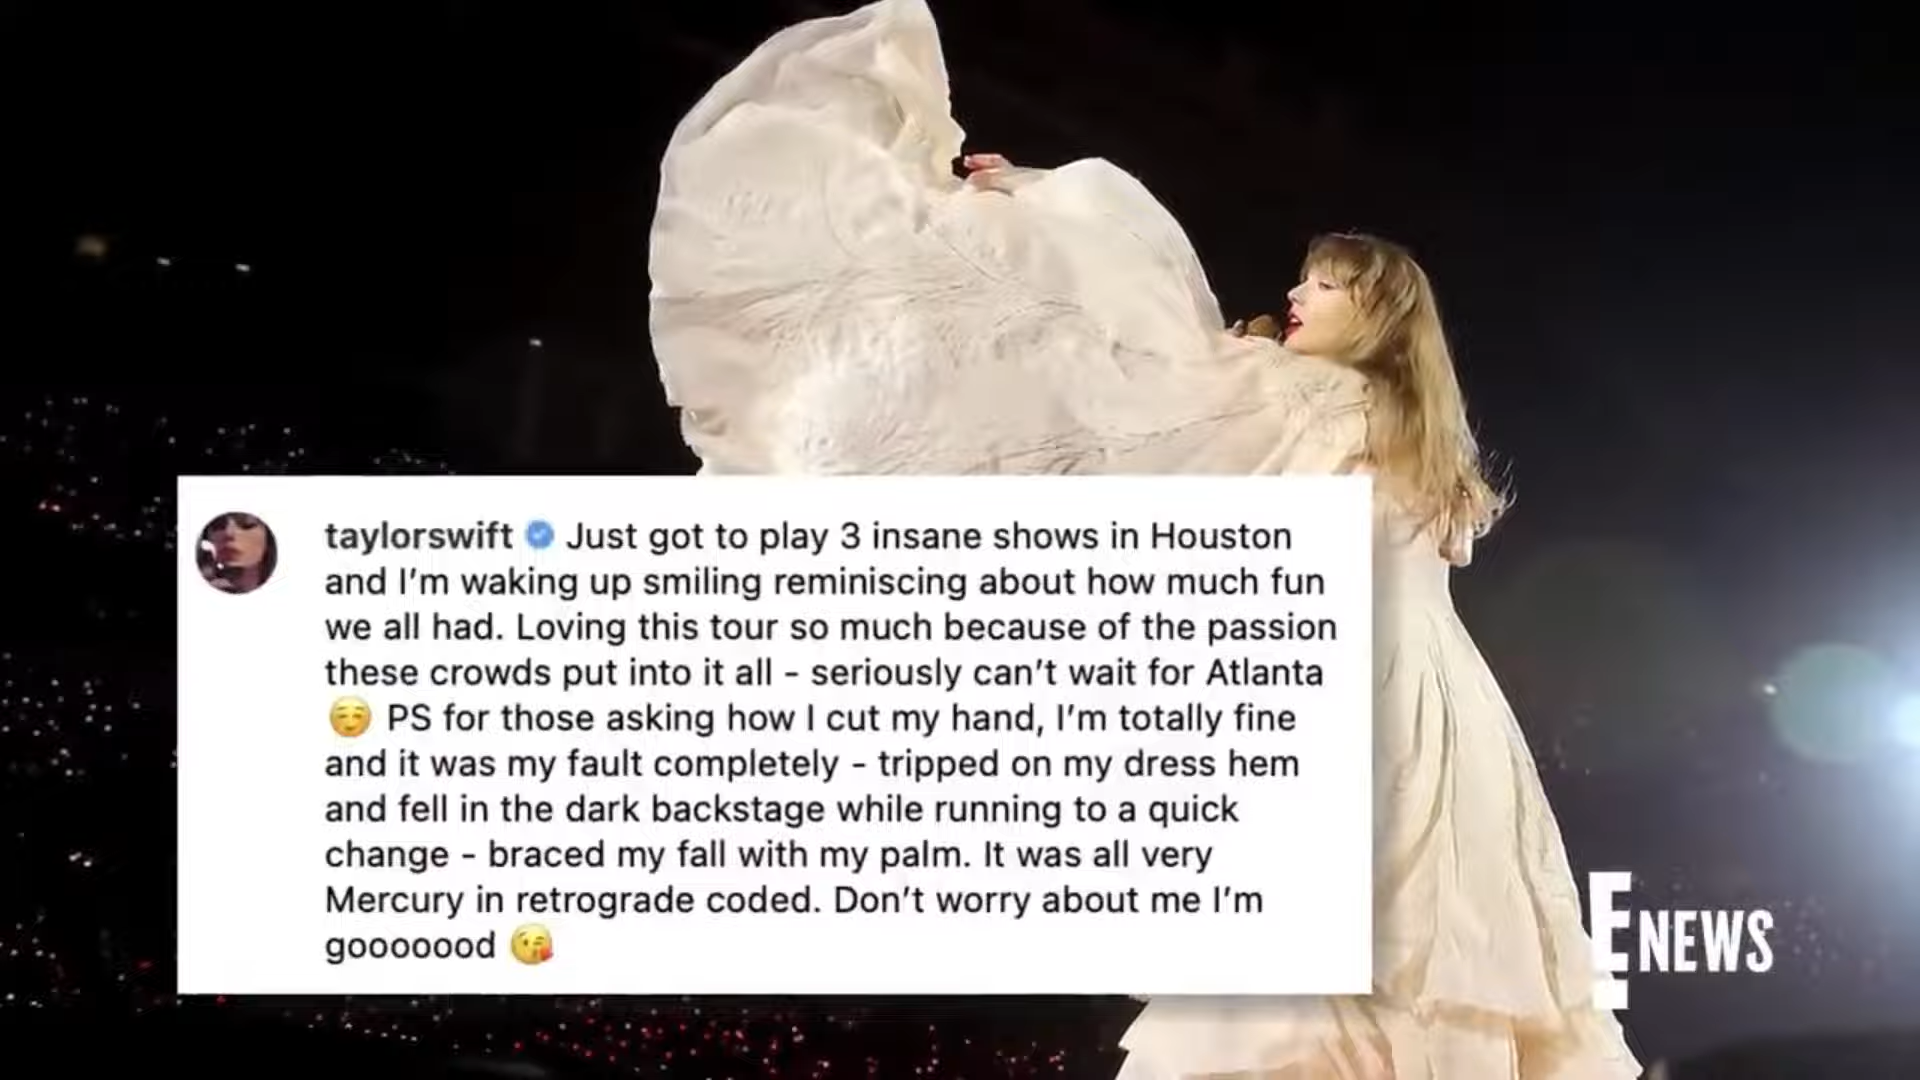 taylorswift Just got to play 3 insane shows in Houston
and I’m waking up smiling reminiscing about how much fun
we all had. Loving this tour so much because of the passion
these crowds put into it all - seriously can’t wait for Atlanta
☺️ PS for those asking how I cut my hand, I’m totally fine
and it was my fault completely - tripped on my dress hem
and fell in the dark backstage while running to a quick
change - braced my fall with my palm. It was all very
Mercury in retrograde coded. Don’t worry about me I’m
gooooood 😘
E NEWS